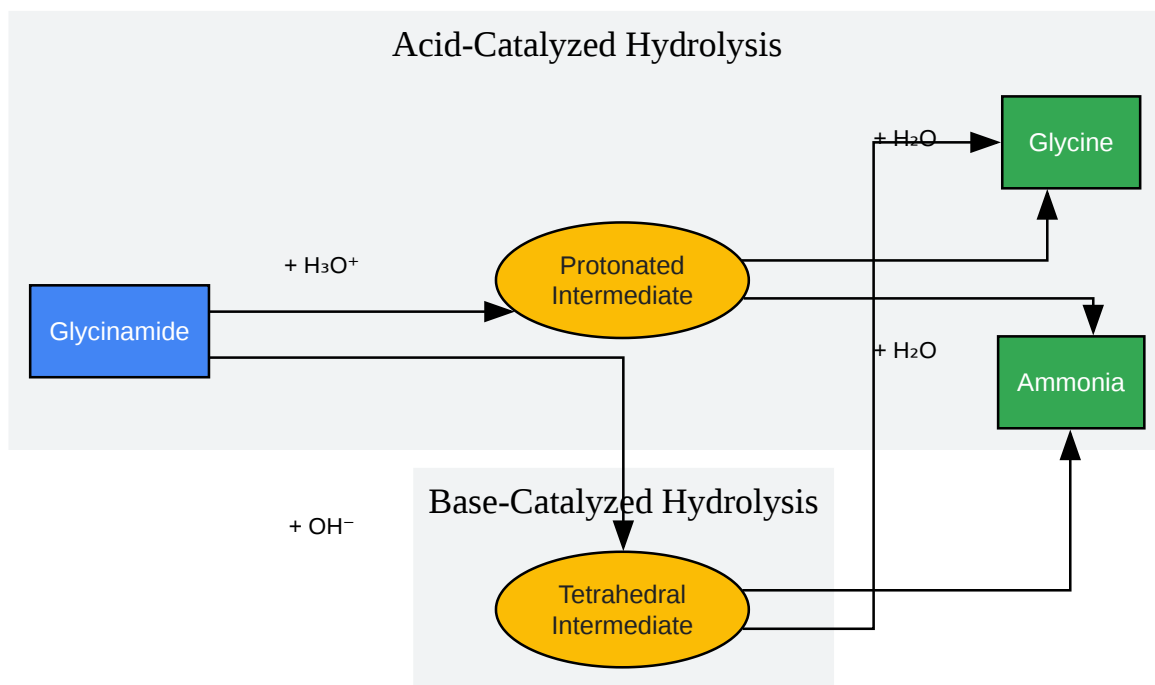 Acid-Catalyzed Hydrolysis
+ H₂O
Glycine
+ H₃O⁺
Protonated
Intermediate
Glycinamide
+ H₂O
Ammonia
Base-Catalyzed Hydrolysis
+ OH⁻
Tetrahedral
Intermediate